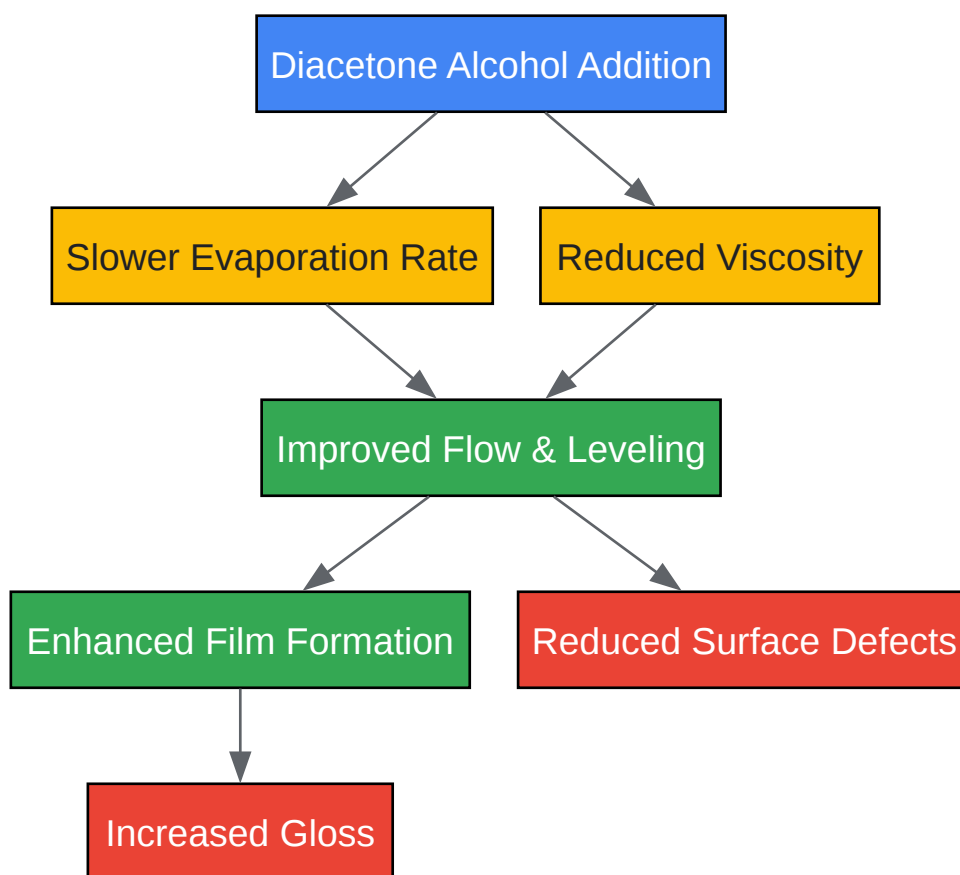 Diacetone Alcohol Addition
Slower Evaporation Rate
Reduced Viscosity
Improved Flow & Leveling
Enhanced Film Formation
Reduced Surface Defects
Increased Gloss